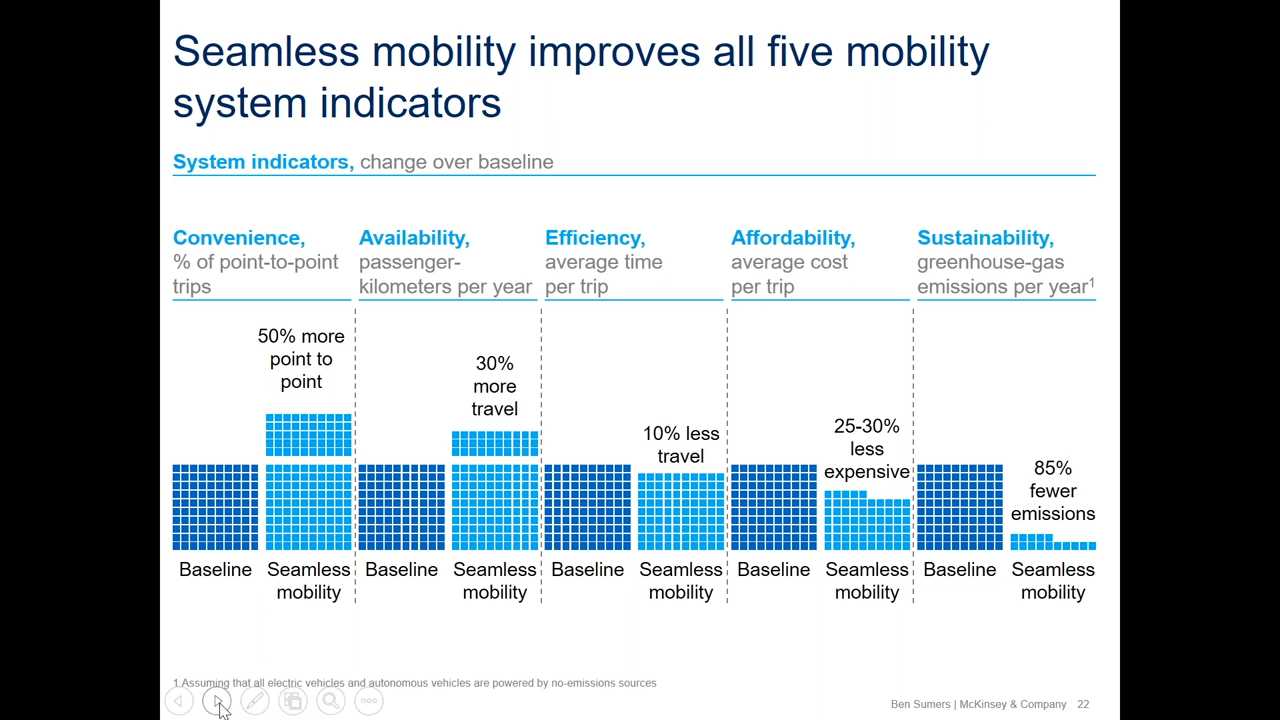 Seamless mobility improves all five mobility
system indicators
System indicators, change over baseline
Convenience,
% of point-to-point
trips
Availability,
passenger-
kilometers per year
Efficiency,
average time
per trip
Affordability,
average cost
per trip
Sustainability,
greenhouse-gas
emissions per year1
50% more
point to
point
30%
more
travel
10% less
travel
25-30%
less
expensive
85%
fewer
emissions
Baseline
Seamless
mobility
Baseline
Seamless
mobility
Baseline
Seamless
mobility
Baseline
Seamless
mobility
Baseline
Seamless
mobility
1 Assuming that all electric vehicles and autonomous vehicles are powered by no-emissions sources
Ben Sumers | McKinsey & Company 22